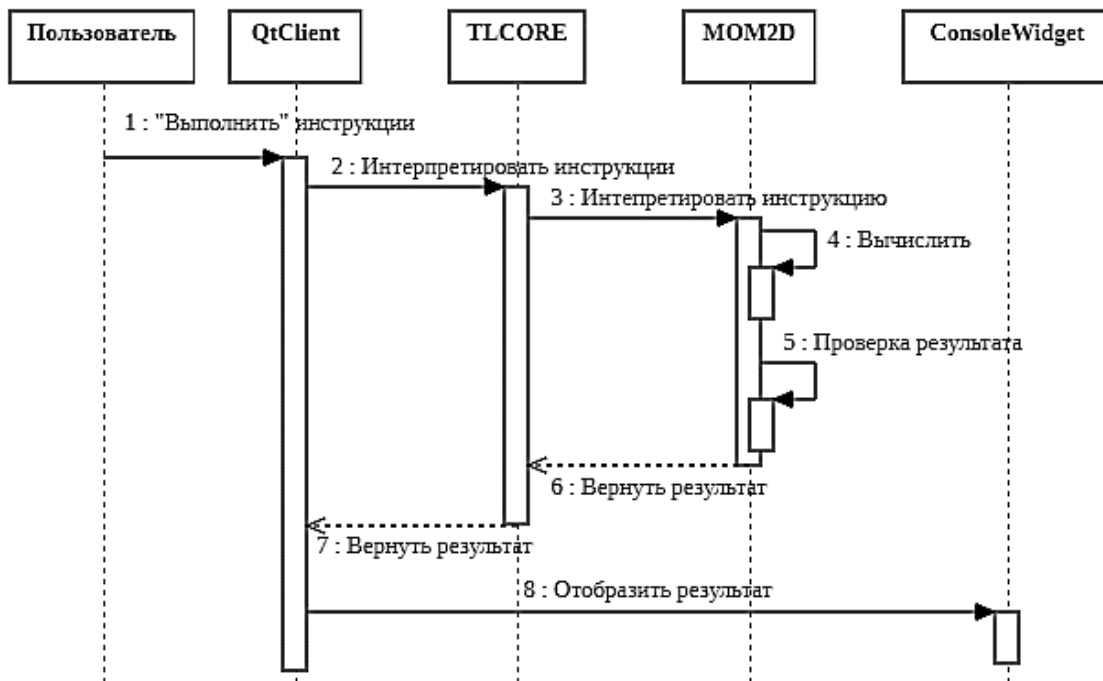 Пользователь
QtClient
TLCORE
MOM2D
ConsoleWidget
1 : "Выполнить" инструкции
2 : Интерпретировать инструкции
3 : Интепретировать инструкцию
4 : Вычислить
5 : Проверка результата
6 : Вернуть результат
7 : Вернуть результат
8 : Отобразить результат